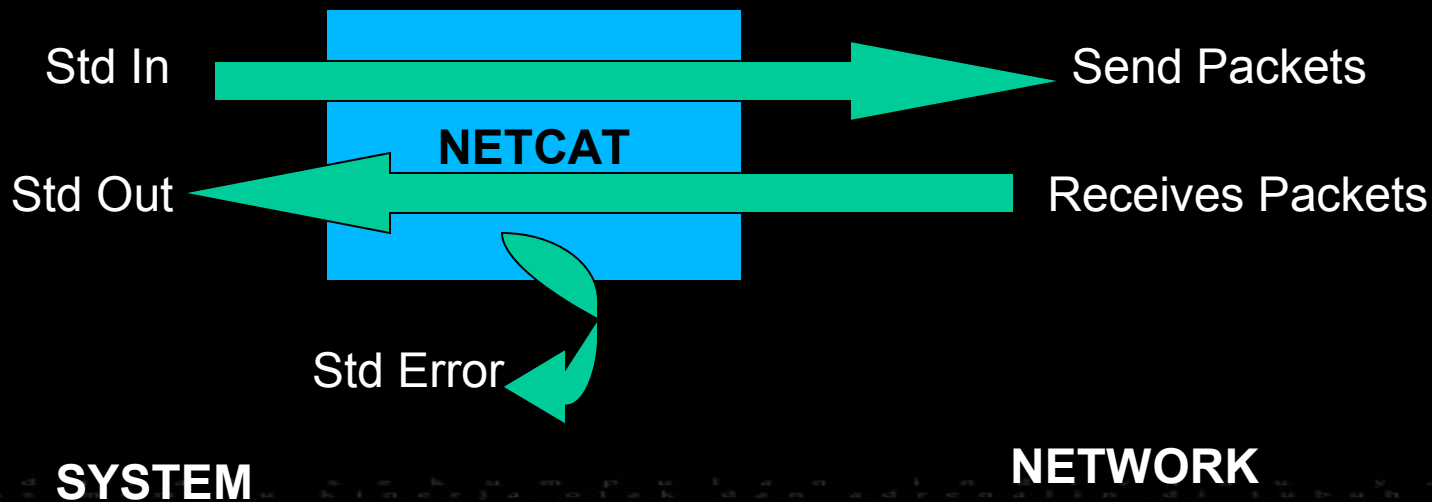 Std In
Send Packets
NETCAT
Std Out
Receives Packets
Std Error
SYSTEM
NETWORK